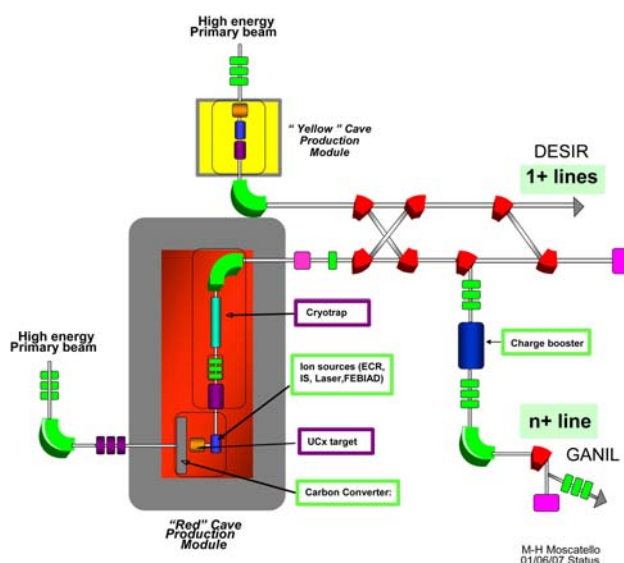 High energy
Primary beam
“ Yellow ” Cave
Production
Module
DESIR
1+ lines
High energy
Primary beam
Cryotrap
Ion sources (ECR,
IS, Laser,FEBIAD)
UCx target
Carbon Converter:
Charge booster
n+ line
GANIL
“Red” Cave
Production
Module
M-H Moscatello
01/06/07 Status